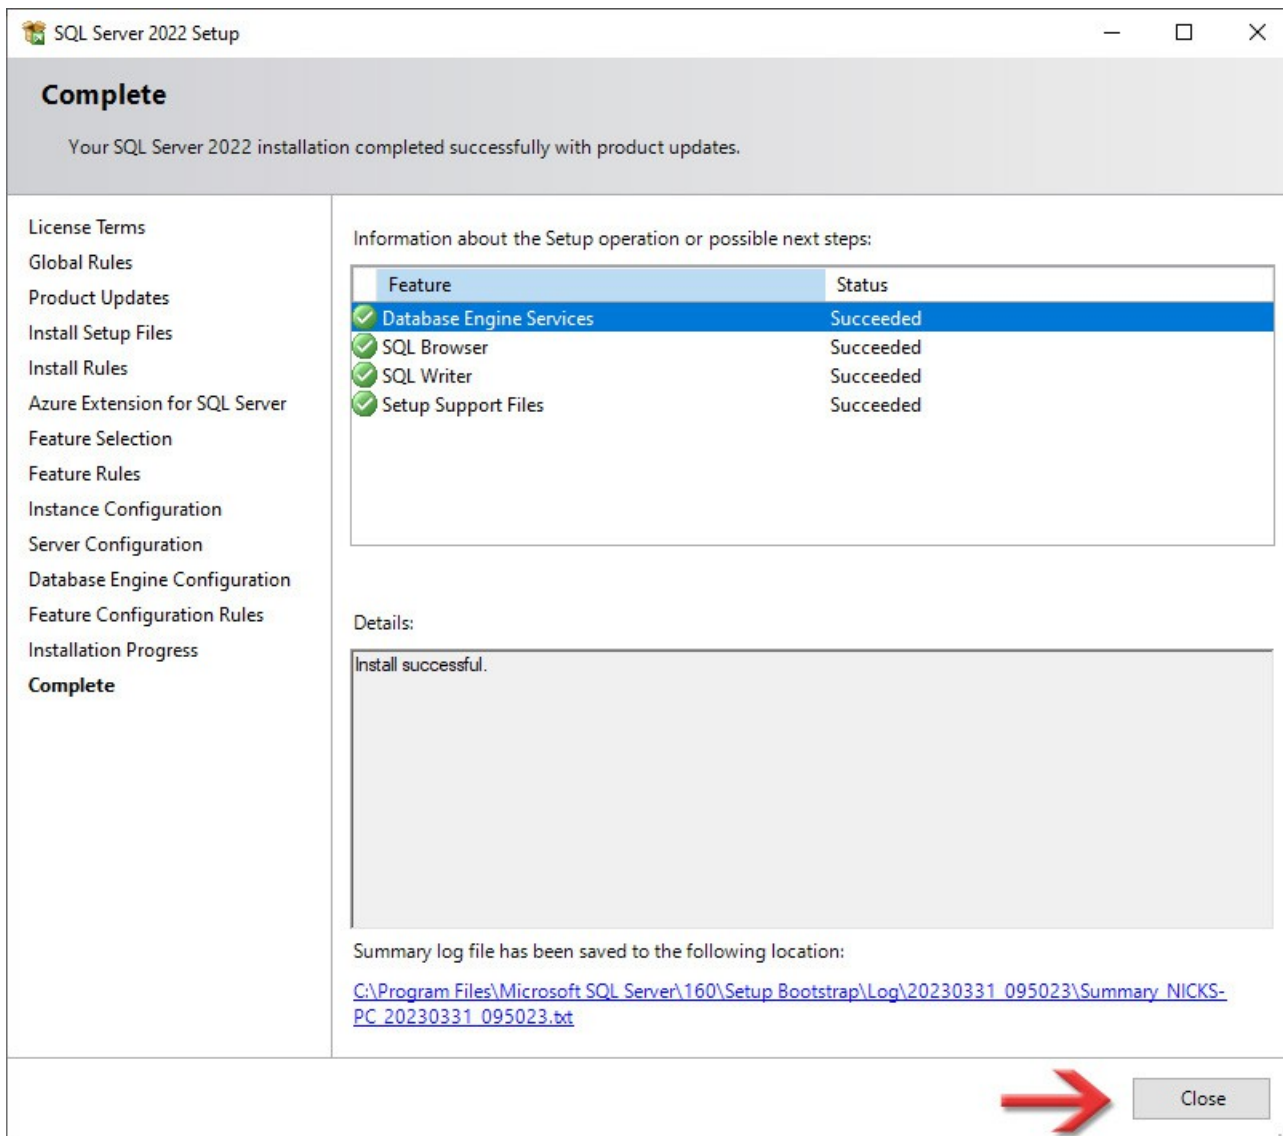 SQL Server 2022 Setup
Complete
Your SQL Server 2022 installation completed successfully with product updates.
License Terms
Global Rules
Product Updates
Install Setup Files
Install Rules
Azure Extension for SQL Server
Feature Selection
Feature Rules
Instance Configuration
Server Configuration
Database Engine Configuration
Feature Configuration Rules
Installation Progress
Complete
Information about the Setup operation or possible next steps:
Feature Status
Database Engine Services Succeeded
SQL Browser Succeeded
SQL Writer Succeeded
Setup Support Files Succeeded
Details:
Install successful.
Summary log file has been saved to the following location:
C:\Program Files\Microsoft SQL Server\160\Setup Bootstrap\Log\20230331_095023\Summary_NICKS-
PC_20230331_095023.txt
Close